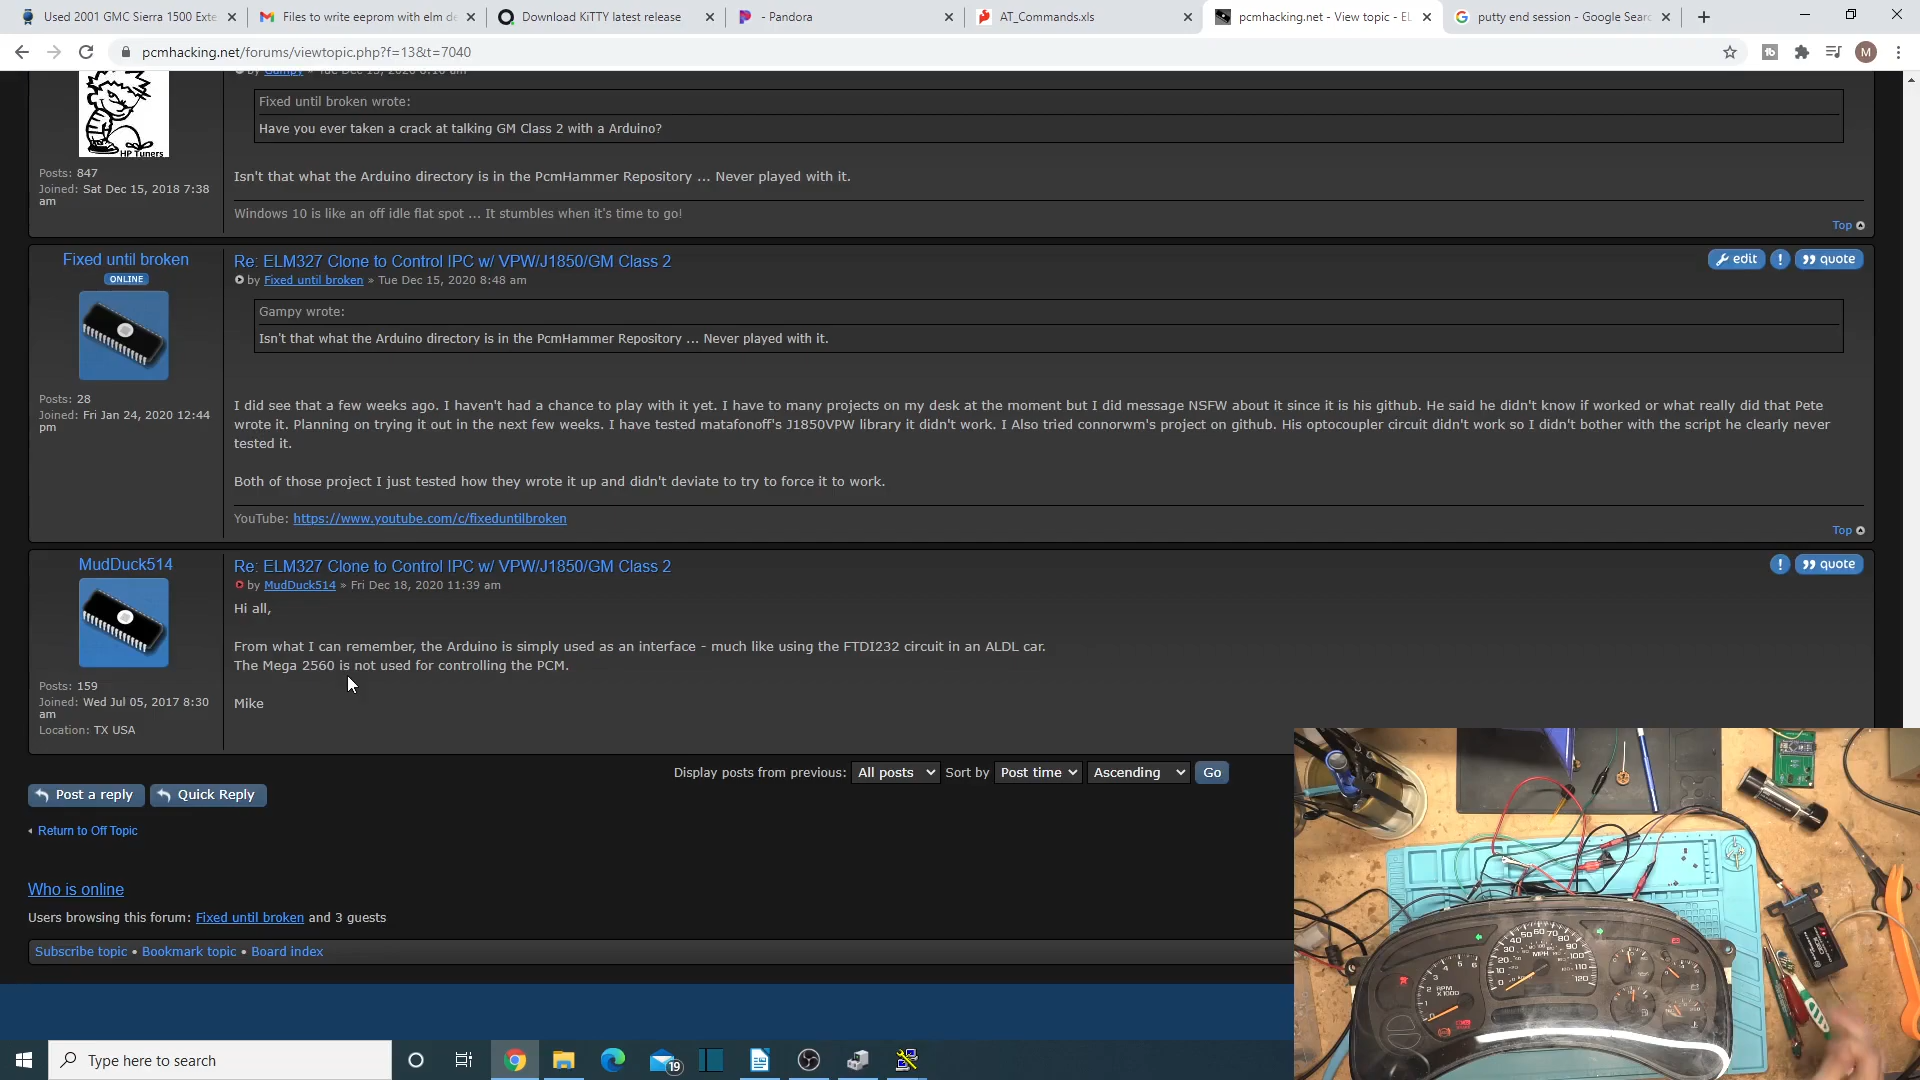 Used 2001 GMC Sierra 1500 Exte
Files to write eeprom with elm de
Download KiTTY latest release
- Pandora
AT_Commands.xls
pcmhacking.net - View topic - EL
putty end session - Google Searc
pcmhacking.net/forums/viewtopic.php?f=13&t=7040
M
HP Tuners
Posts: 847
Joined: Sat Dec 15, 2018 7:38
am
by Gampy » Tue Dec 15, 2020 8:16 am
Fixed until broken wrote:
Have you ever taken a crack at talking GM Class 2 with a Arduino?
Isn't that what the Arduino directory is in the PcmHammer Repository ... Never played with it.
Windows 10 is like an off idle flat spot ... It stumbles when it's time to go!
Top
Fixed until broken
ONLINE
Posts: 28
Joined: Fri Jan 24, 2020 12:44
pm
Re: ELM327 Clone to Control IPC w/ VPW/J1850/GM Class 2
by Fixed until broken » Tue Dec 15, 2020 8:48 am
edit
!
quote
Gampy wrote:
Isn't that what the Arduino directory is in the PcmHammer Repository ... Never played with it.
I did see that a few weeks ago. I haven't had a chance to play with it yet. I have to many projects on my desk at the moment but I did message NSFW about it since it is his github. He said he didn't know if worked or what really did that Pete
wrote it. Planning on trying it out in the next few weeks. I have tested matafonoff's J1850VPW library it didn't work. I Also tried connorwm's project on github. His optocoupler circuit didn't work so I didn't bother with the script he clearly never
tested it.
Both of those project I just tested how they wrote it up and didn't deviate to try to force it to work.
YouTube: https://www.youtube.com/c/fixeduntilbroken
Top
MudDuck514
Posts: 159
Joined: Wed Jul 05, 2017 8:30
am
Location: TX USA
Re: ELM327 Clone to Control IPC w/ VPW/J1850/GM Class 2
by MudDuck514 » Fri Dec 18, 2020 11:39 am
!
quote
Hi all,
From what I can remember, the Arduino is simply used as an interface - much like using the FTDI232 circuit in an ALDL car.
The Mega 2560 is not used for controlling the PCM.
Mike
Display posts from previous: All posts Sort by Post time Ascending Go
Post a reply
Quick Reply
Return to Off Topic
Who is online
Users browsing this forum: Fixed until broken and 3 guests
Subscribe topic • Bookmark topic • Board index
RPM
X1000
MPH
Type here to search
19